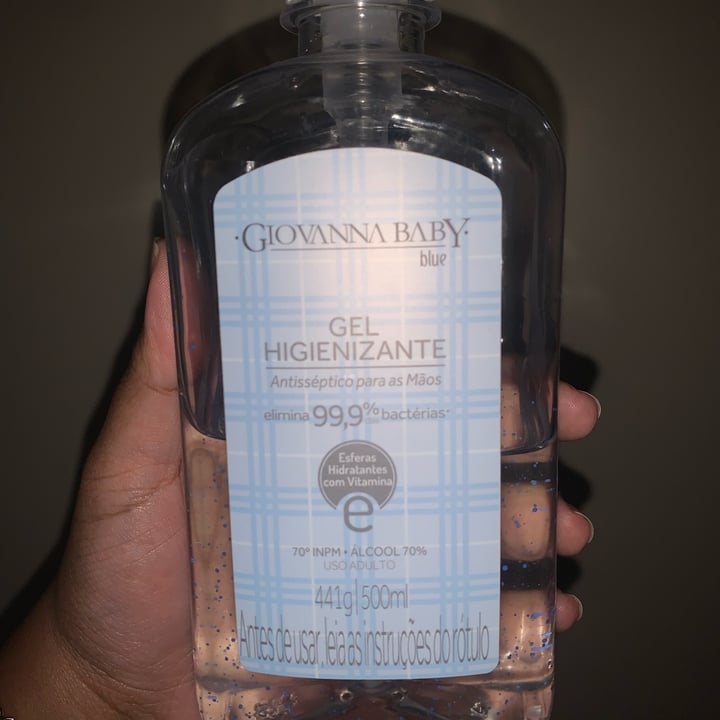 ·GIOVANNA BABY·
blue
GEL
HIGIENIZANTE
Antisséptico para as Mãos
elimina 99,9% das bactérias*
Esferas
Hidratantes
com Vitamina
e
70º INPM • ÁLCOOL 70%
USO ADULTO
441g|500ml
Antes de usar, leia as instruções do rótulo